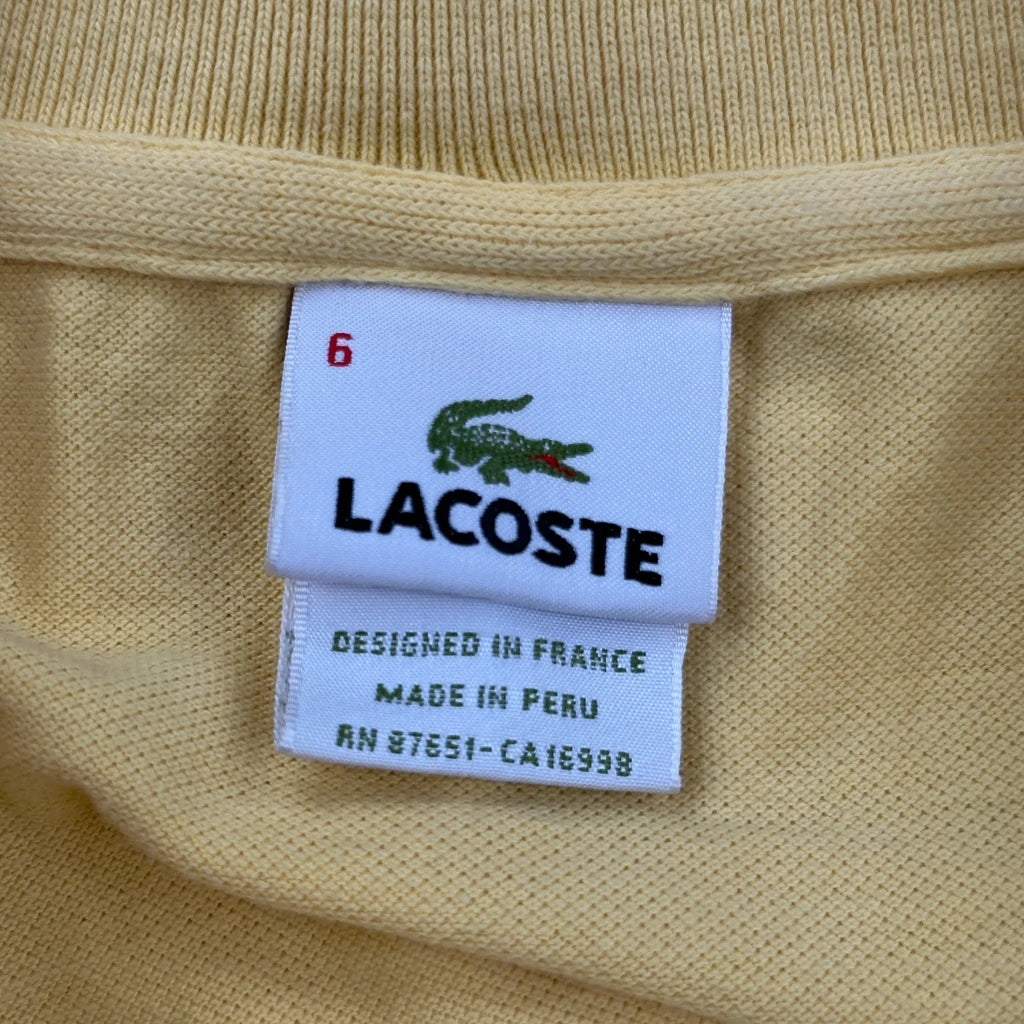 6
LACOSTE
DESIGNED IN FRANCE
MADE IN PERU
RN 87651-CA16998